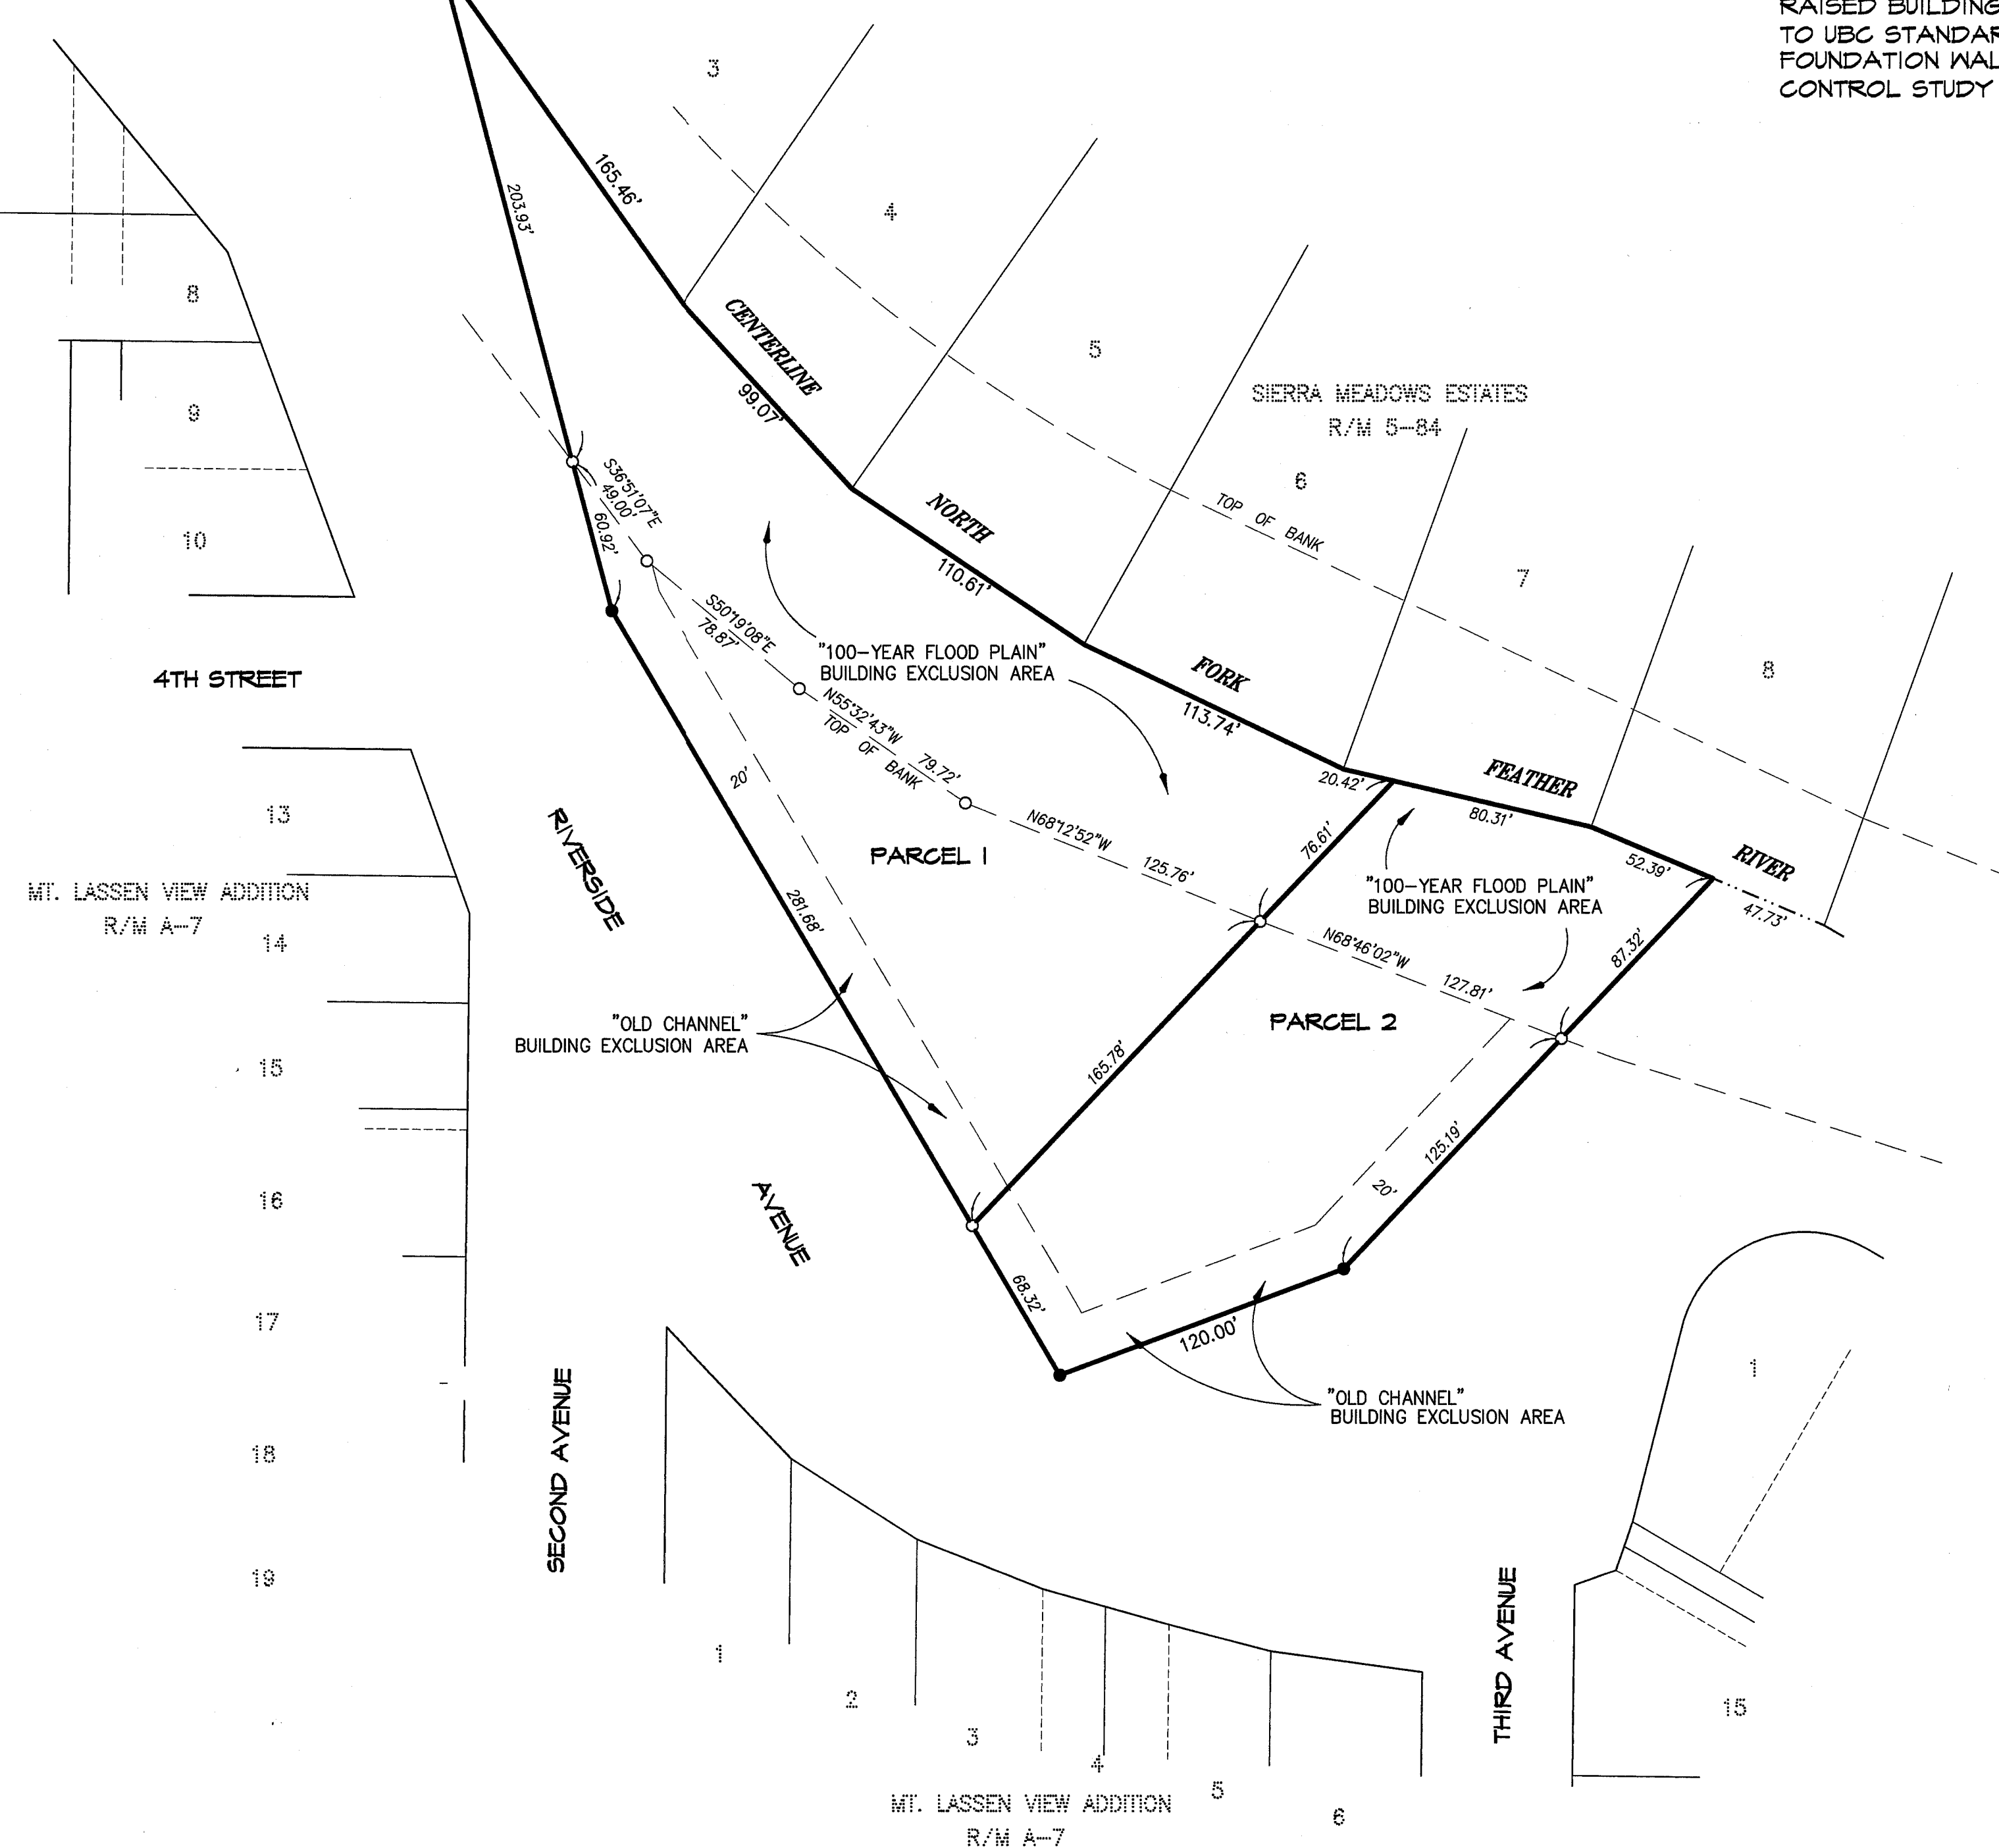 RAISED BUILDING
TO UBC STANDAR
FOUNDATION WAL
CONTROL STUDY
3
165.46'
203.93'
4
8
CENTERLINE
99.07'
5
SIERRA MEADOWS ESTATES
R/M 5-84
9
6
S36°51'07"E
49.00'
60.92'
NORTH
TOP OF BANK
10
110.61'
7
S50°19'08"E
78.87'
"100-YEAR FLOOD PLAIN"
BUILDING EXCLUSION AREA
4TH STREET
FORK
8
113.74'
N55°32'43"W 79.72'
TOP OF BANK
20'
20.42'
FEATHER
80.31'
13
RIVERSIDE
N68°12'52"W 125.76'
PARCEL 1
76.61'
52.39'
RIVER
47.73'
"100-YEAR FLOOD PLAIN"
BUILDING EXCLUSION AREA
MT. LASSEN VIEW ADDITION
R/M A-7
14
281.68'
87.32'
N68°46'02"W 127.81'
"OLD CHANNEL"
BUILDING EXCLUSION AREA
PARCEL 2
15
165.78'
125.19'
20'
16
AVENUE
68.32'
17
120.00'
1
"OLD CHANNEL"
BUILDING EXCLUSION AREA
SECOND AVENUE
18
19
THIRD AVENUE
1
2
3
4
5
6
15
MT. LASSEN VIEW ADDITION
R/M A-7